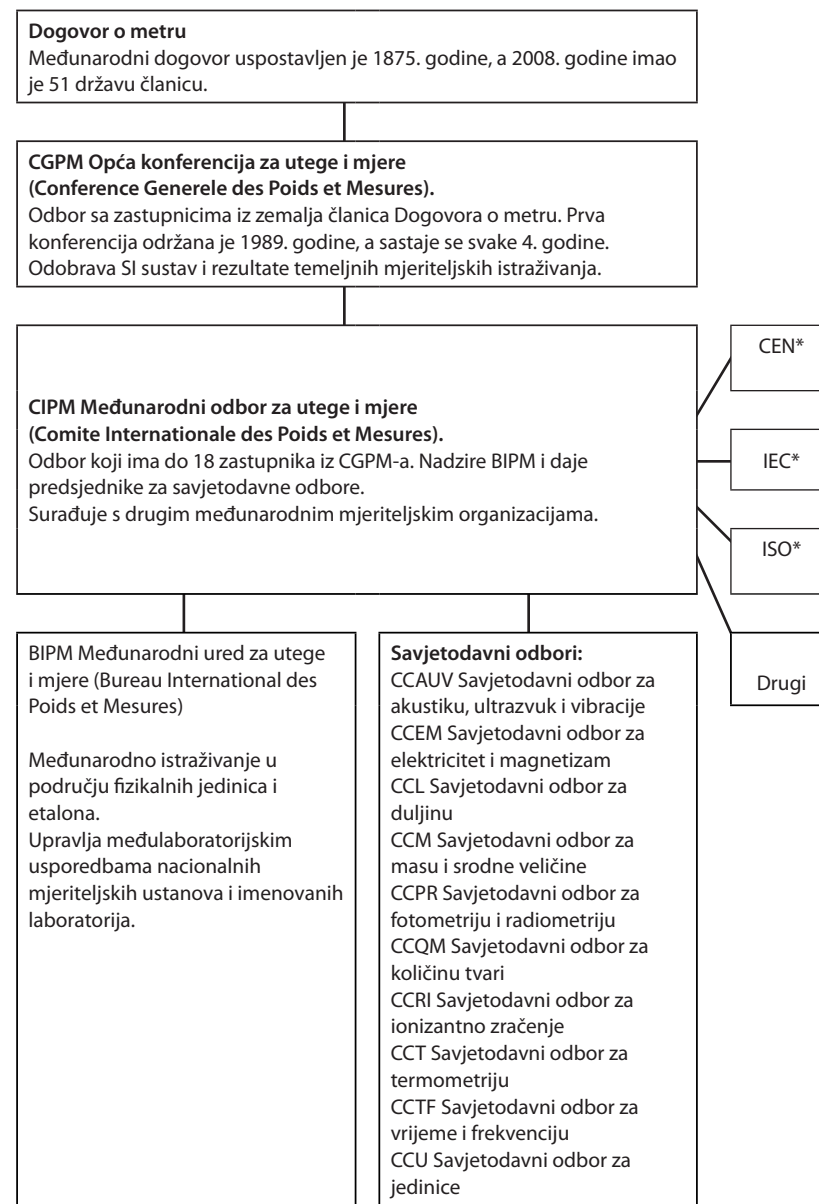 Dogovor o metru
Međunarodni dogovor uspostavljen je 1875. godine, a 2008. godine imao
je 51 državu članicu.
CGPM Opća konferencija za utege i mjere
(Conference Generele des Poids et Mesures).
Odbor sa zastupnicima iz zemalja članica Dogovora o metru. Prva
konferencija održana je 1989. godine, a sastaje se svake 4. godine.
Odobrava SI sustav i rezultate temeljnih mjeriteljskih istraživanja.
CIPM Međunarodni odbor za utege i mjere
(Comite Internationale des Poids et Mesures).
Odbor koji ima do 18 zastupnika iz CGPM-a. Nadzire BIPM i daje
predsjednike za savjetodavne odbore.
Surađuje s drugim međunarodnim mjeriteljskim organizacijama.
CEN*
IEC*
ISO*
Drugi
BIPM Međunarodni ured za utege
i mjere (Bureau International des
Poids et Mesures)
Međunarodno istraživanje u
području fizikalnih jedinica i
etalona.
Upravlja međulaboratorijskim
usporedbama nacionalnih
mjeriteljskih ustanova i imenovanih
laboratorija.
Savjetodavni odbori:
CCAUV Savjetodavni odbor za
akustiku, ultrazvuk i vibracije
CCEM Savjetodavni odbor za
elektricitet i magnetizam
CCL Savjetodavni odbor za
duljinu
CCM Savjetodavni odbor za
masu i srodne veličine
CCPR Savjetodavni odbor za
fotometriju i radiometriju
CCQM Savjetodavni odbor za
količinu tvari
CCRI Savjetodavni odbor za
ionizantno zračenje
CCT Savjetodavni odbor za
termometriju
CCTF Savjetodavni odbor za
vrijeme i frekvenciju
CCU Savjetodavni odbor za
jedinice